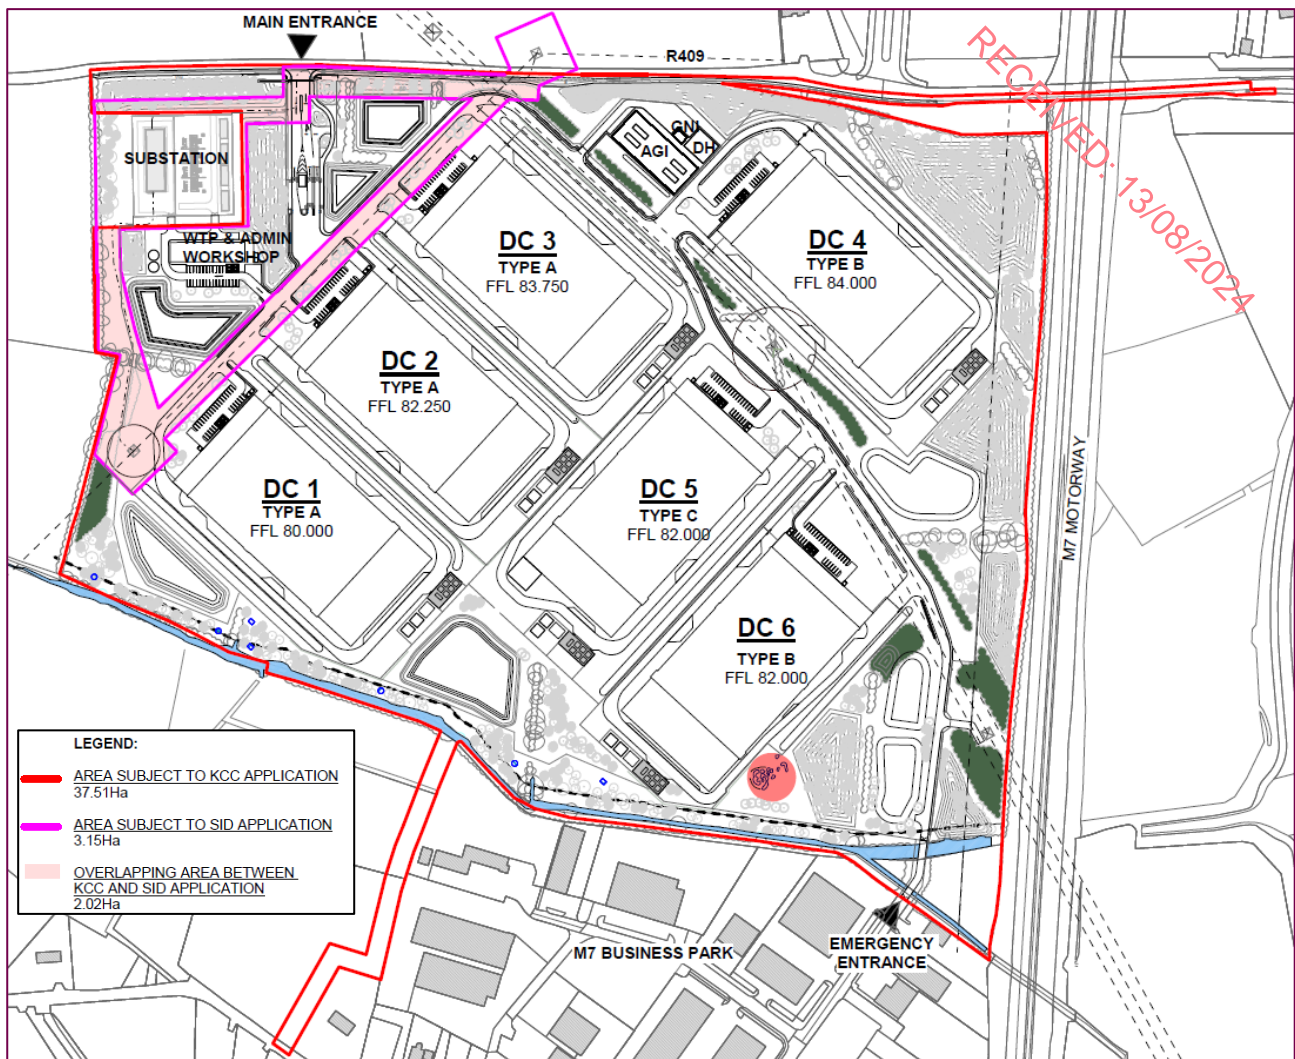 MAIN ENTRANCE
R409
RECEIVED: 13/08/2024
SUBSTATION
GNI
AGI
DH
WTP & ADMIN
WORKSHOP
DC 3
TYPE A
FFL 83.750
DC 4
TYPE B
FFL 84.000
DC 2
TYPE A
FFL 82.250
DC 1
TYPE A
FFL 80.000
DC 5
TYPE C
FFL 82.000
M7 MOTORWAY
DC 6
TYPE B
FFL 82.000
LEGEND:
AREA SUBJECT TO KCC APPLICATION
37.51Ha
AREA SUBJECT TO SID APPLICATION
3.15Ha
OVERLAPPING AREA BETWEEN
KCC AND SID APPLICATION
2.02Ha
M7 BUSINESS PARK
EMERGENCY
ENTRANCE